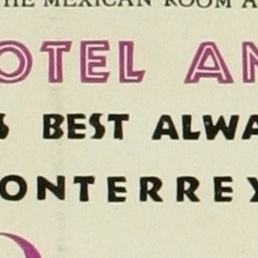 HE MEXICAN ROOM A
OTEL AN
S BEST ALWA
ONTERREY